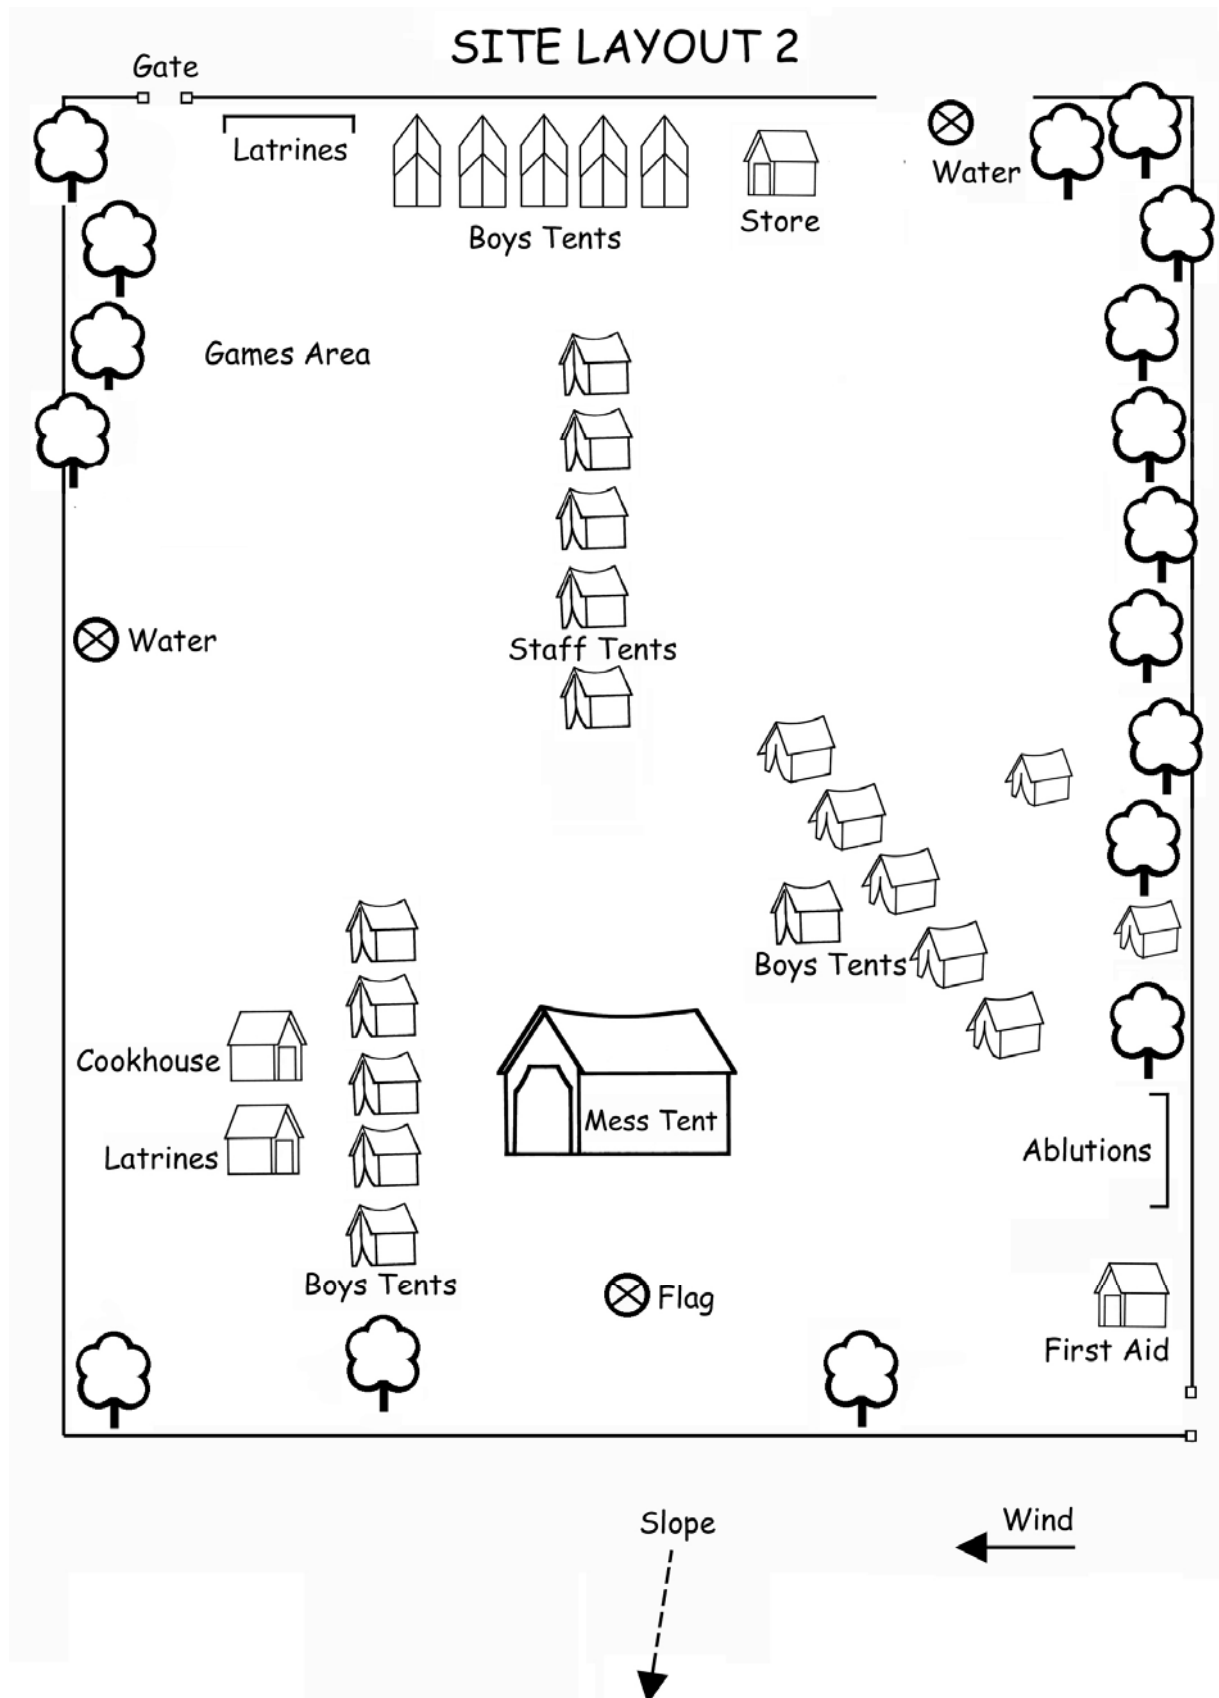 SITE LAYOUT 2
Gate
Latrines
Water
Store
Boys Tents
Games Area
Water
Staff Tents
Boys Tents
Cookhouse
Mess Tent
Latrines
Ablutions
Boys Tents
Flag
First Aid
Slope
Wind